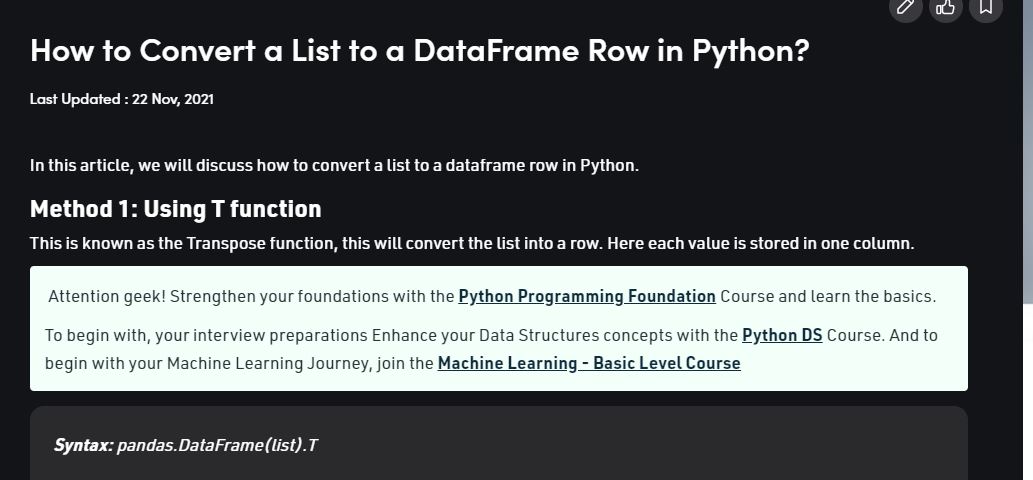 How to Convert a List to a DataFrame Row in Python?
Last Updated : 22 Nov, 2021
In this article, we will discuss how to convert a list to a dataframe row in Python.
Method 1: Using T function
This is known as the Transpose function, this will convert the list into a row. Here each value is stored in one column.
Attention geek! Strengthen your foundations with the Python Programming Foundation Course and learn the basics.
To begin with, your interview preparations Enhance your Data Structures concepts with the Python DS Course. And to
begin with your Machine Learning Journey, join the Machine Learning - Basic Level Course
Syntax: pandas.DataFrame(list).T